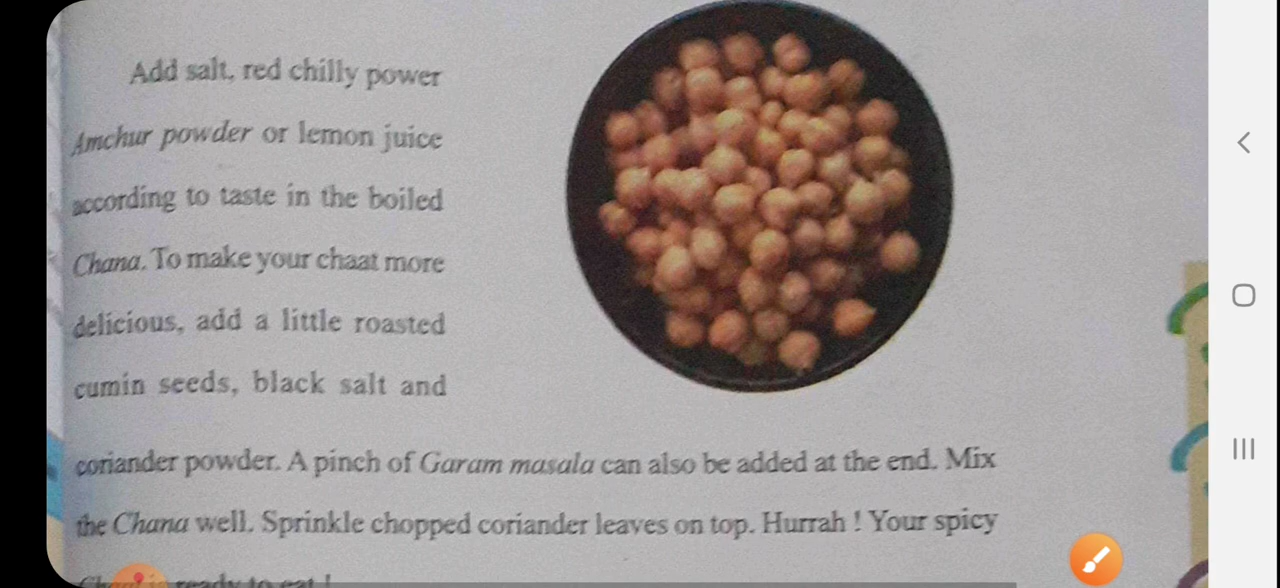 Add salt, red chilly power
Amchur powder or lemon juice
according to taste in the boiled
Chana. To make your chaat more
delicious, add a little roasted
cumin seeds, black salt and
coriander powder. A pinch of Garam masala can also be added at the end. Mix
the Chana well. Sprinkle chopped coriander leaves on top. Hurrah ! Your spicy
ready to eat !